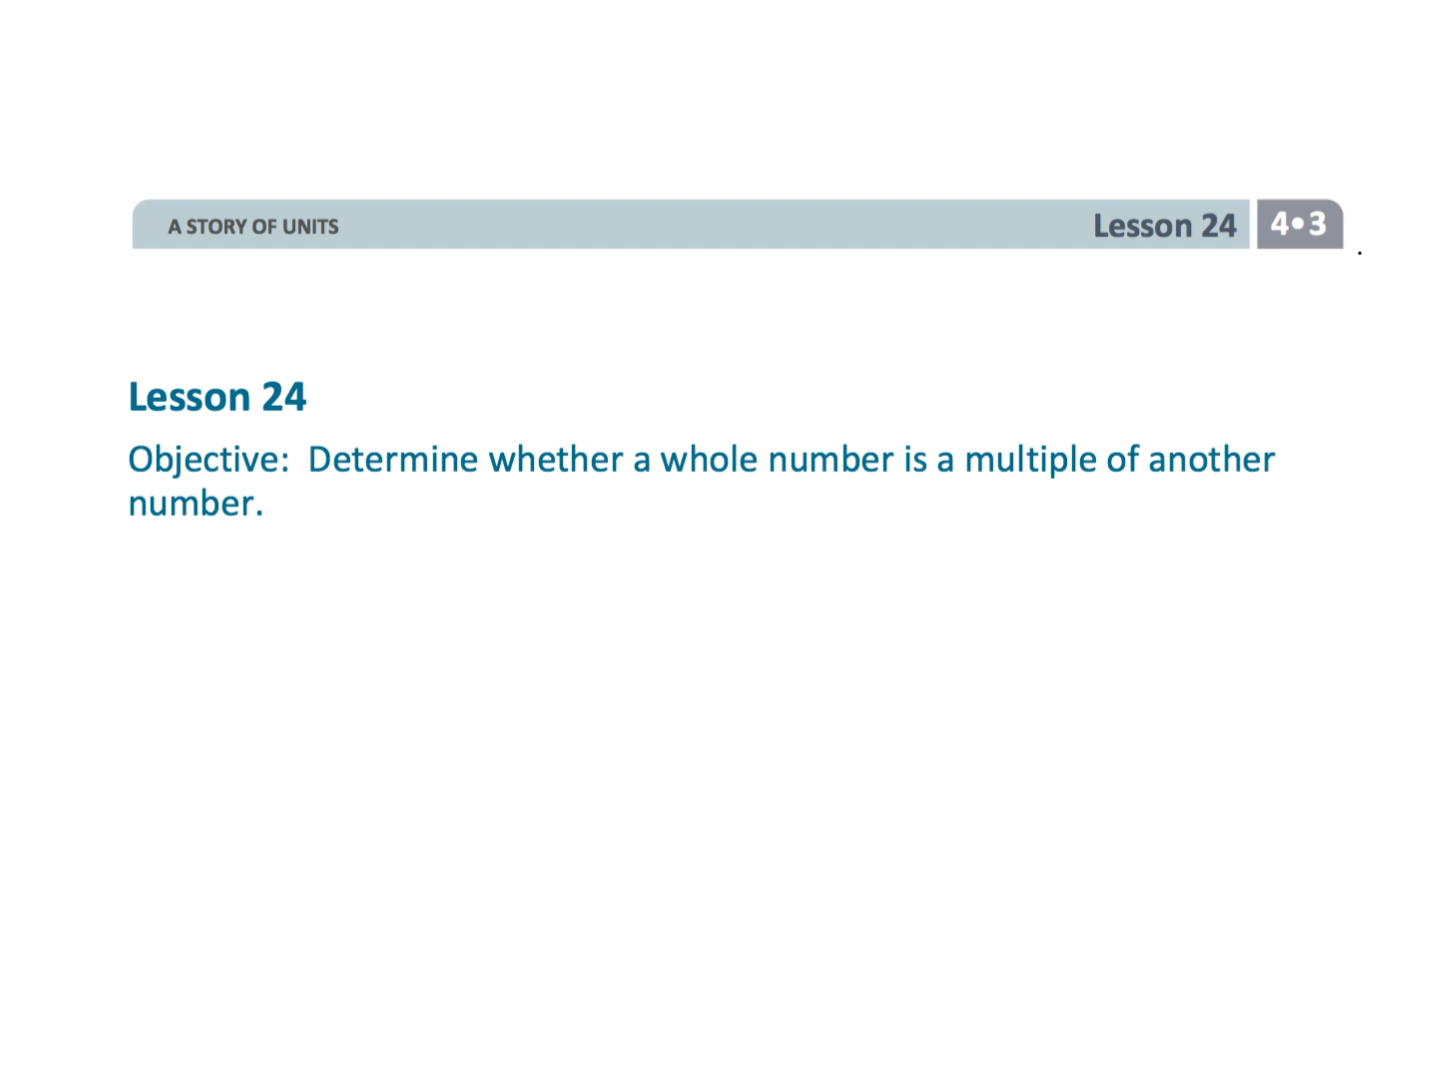 A STORY OF UNITS
Lesson 24
4•3
.
Lesson 24
Objective: Determine whether a whole number is a multiple of another
number.